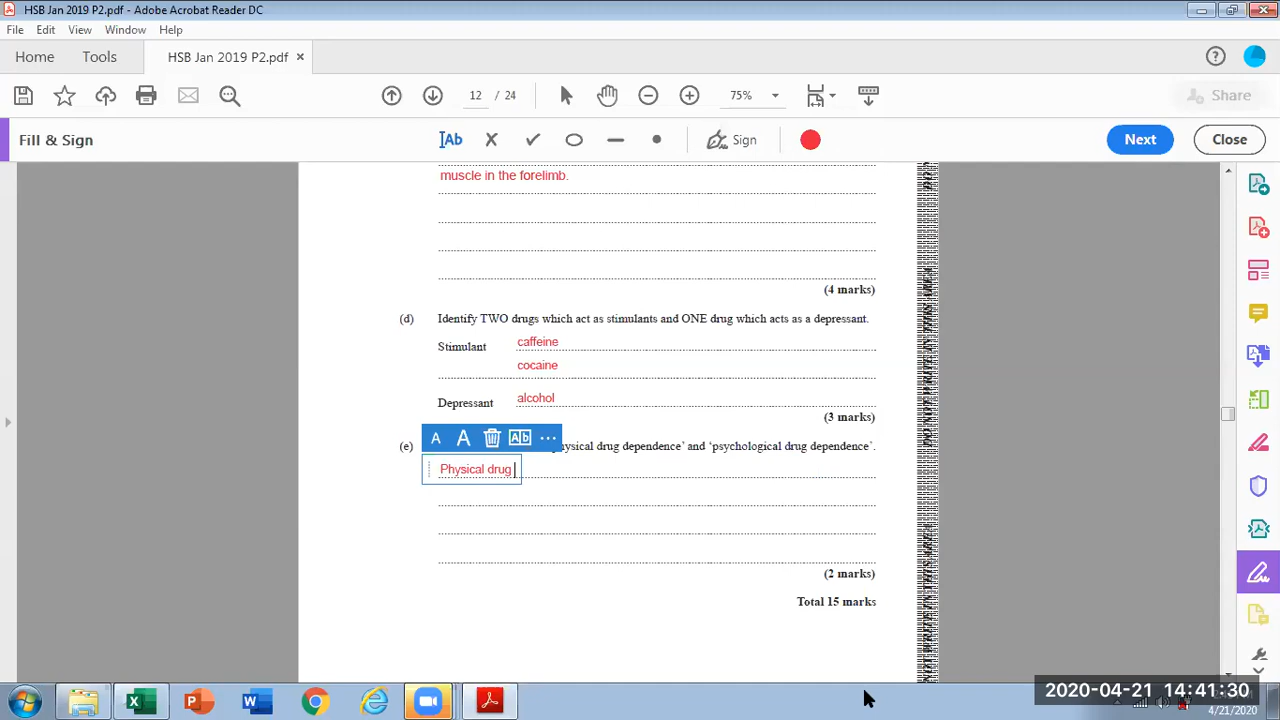 HSB Jan 2019 P2.pdf - Adobe Acrobat Reader DC
File Edit View Window Help
Home Tools HSB Jan 2019 P2.pdf ×
12 / 24 75% Share
Fill & Sign Ab Sign Next Close
muscle in the forelimb.
(4 marks)
(d) Identify TWO drugs which act as stimulants and ONE drug which acts as a depressant.
Stimulant caffeine
cocaine
Depressant alcohol
(3 marks)
A A Ab ...
(e) physical drug dependence’ and ‘psychological drug dependence’.
Physical drug
(2 marks)
Total 15 marks
2020-04-21 14:41:30
4/21/2020